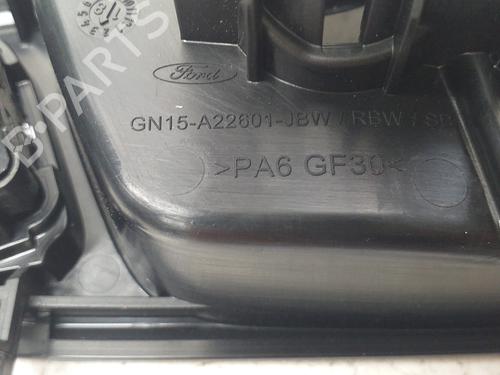 Ford
GN15-A22601-JBW / RBW / SB
>PA6 GF30<